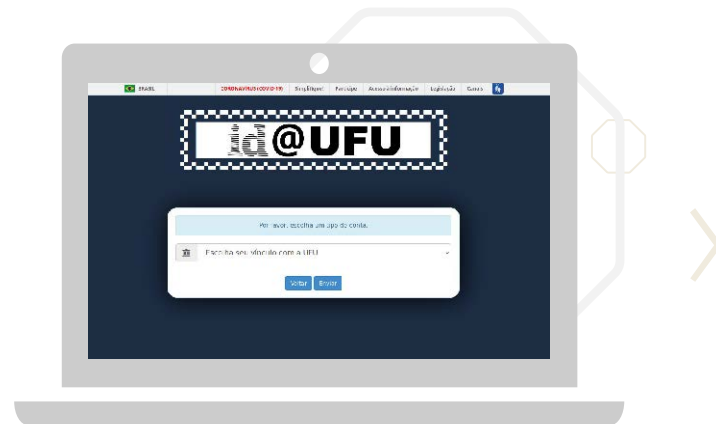 BRASIL CORONAVÍRUS (COVID-19) Simplifique! Participe Acesso à informação Legislação Canais
id@UFU
Por favor, escolha um tipo de conta.
Escolha seu vínculo com a UFU
Voltar Enviar